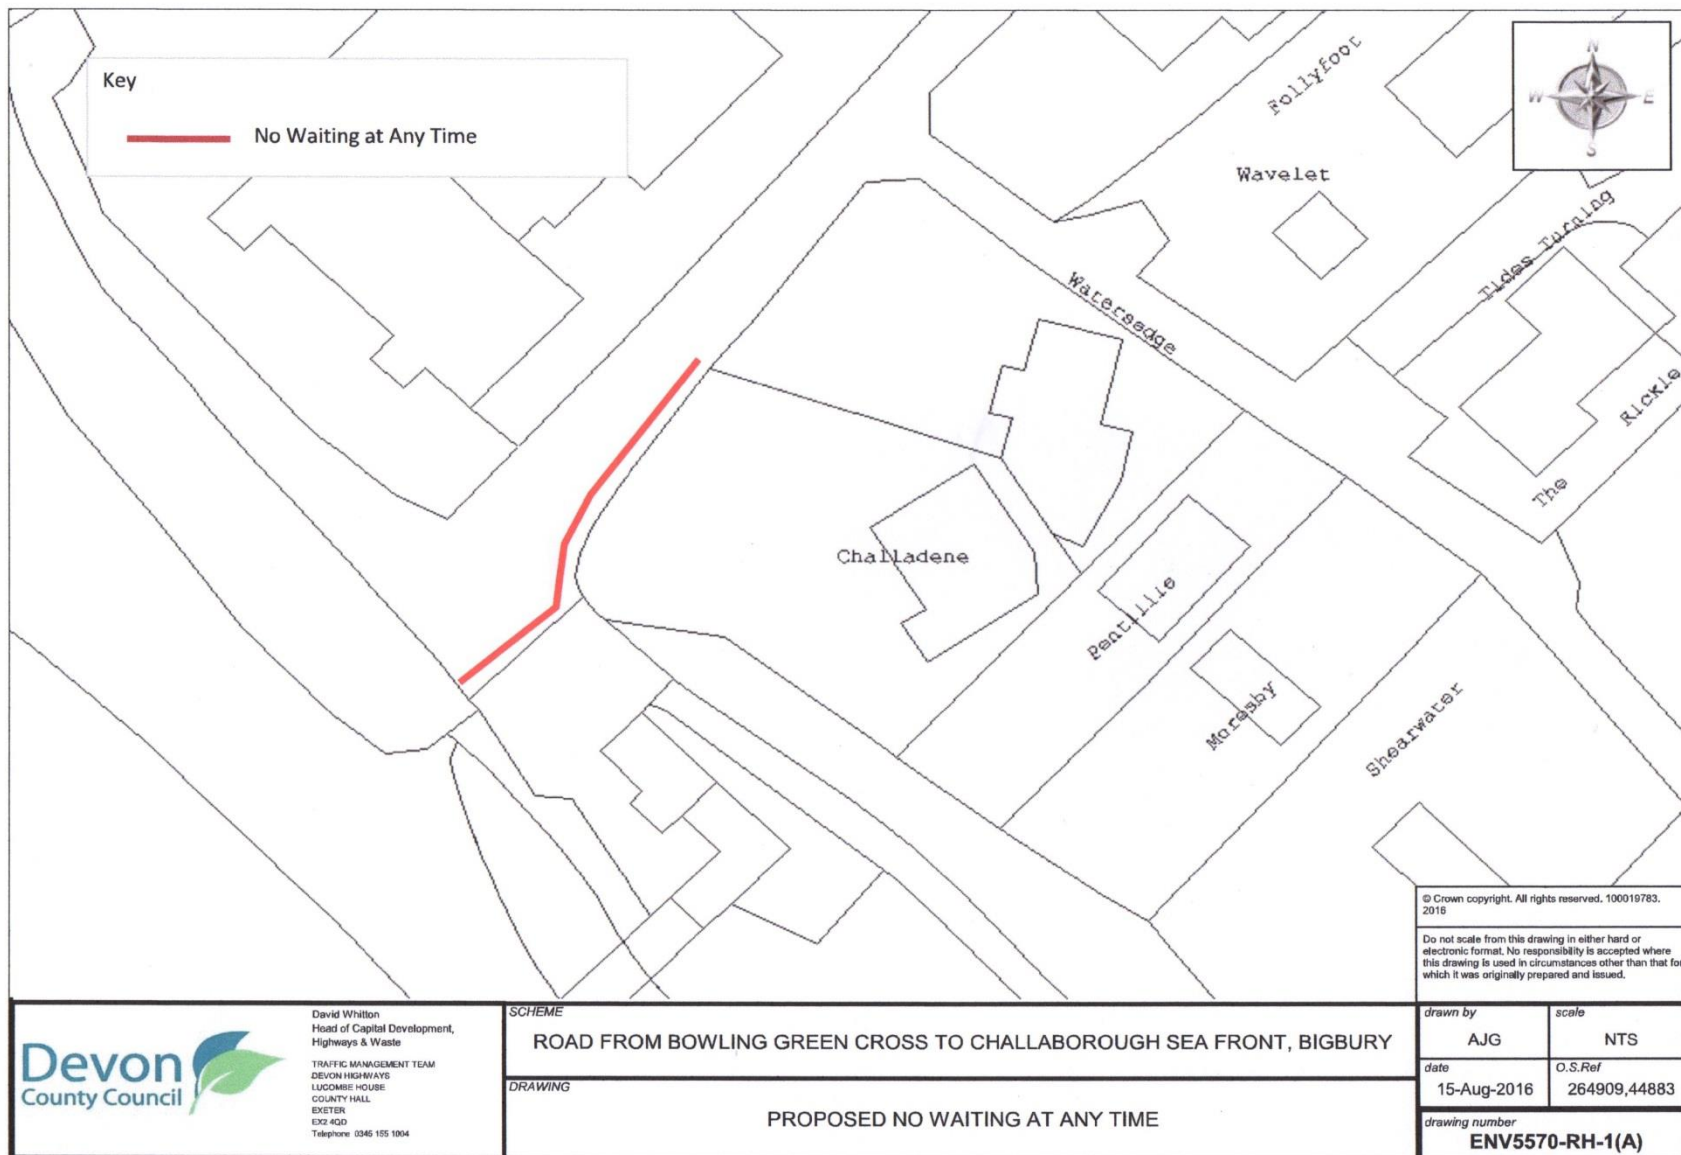 Key
No Waiting at Any Time
N
W
E
S
Follyfoot
Wavelet
Tides Turning
Watersedge
Rickle
The
Challadene
Pentillie
Moresby
Shearwater
© Crown copyright. All rights reserved. 100019783.
2016
Do not scale from this drawing in either hard or
electronic format. No responsibility is accepted where
this drawing is used in circumstances other than that for
which it was originally prepared and issued.
Devon
County Council
David Whitton
Head of Capital Development,
Highways & Waste
TRAFFIC MANAGEMENT TEAM
DEVON HIGHWAYS
LUCOMBE HOUSE
COUNTY HALL
EXETER
EX2 4QD
Telephone 0345 155 1004
SCHEME
ROAD FROM BOWLING GREEN CROSS TO CHALLABOROUGH SEA FRONT, BIGBURY
DRAWING
PROPOSED NO WAITING AT ANY TIME
drawn by
AJG
scale
NTS
date
15-Aug-2016
O.S.Ref
264909,44883
drawing number
ENV5570-RH-1(A)